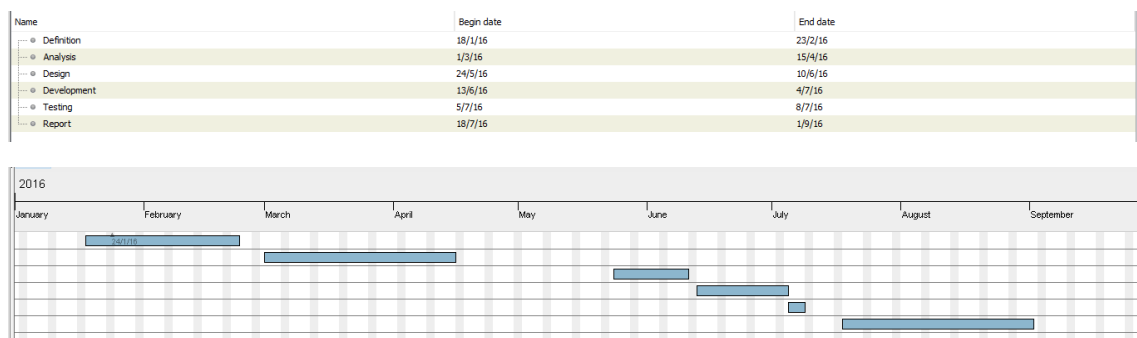 Name Begin date End date
Definition 18/1/16 23/2/16
Analysis 1/3/16 15/4/16
Design 24/5/16 10/6/16
Development 13/6/16 4/7/16
Testing 5/7/16 8/7/16
Report 18/7/16 1/9/16
2016
January February March April May June July August September
24/1/16